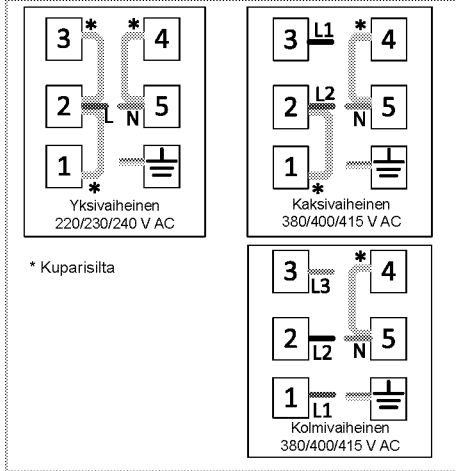 3 * * 4
2 L N 5
1 *
Yksivaiheinen
220/230/240 V AC
3 L1 * 4
2 L2 N 5
1 *
Kaksivaiheinen
380/400/415 V AC
* Kuparisilta
3 L3 * 4
2 L2 N 5
1 L1
Kolmivaiheinen
380/400/415 V AC